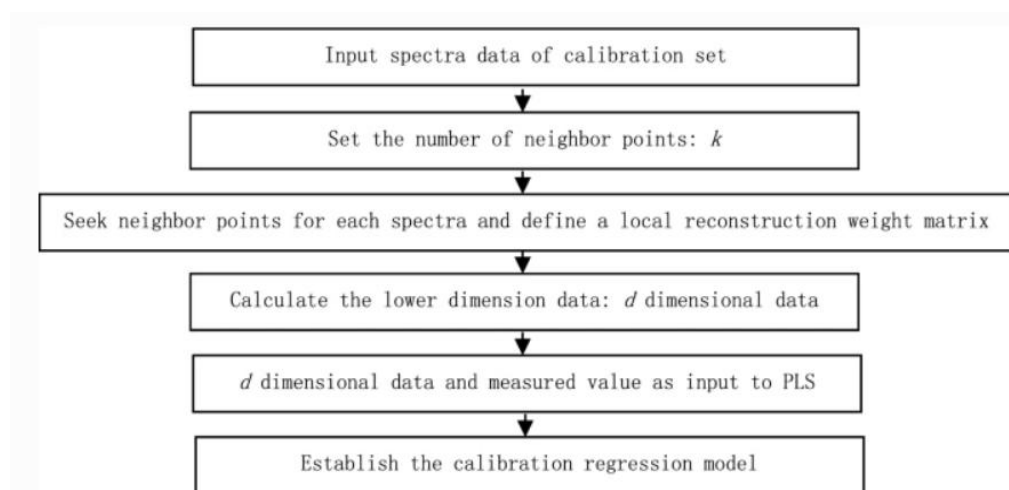 Input spectra data of calibration set
Set the number of neighbor points: k
Seek neighbor points for each spectra and define a local reconstruction weight matrix
Calculate the lower dimension data: d dimensional data
d dimensional data and measured value as input to PLS
Establish the calibration regression model